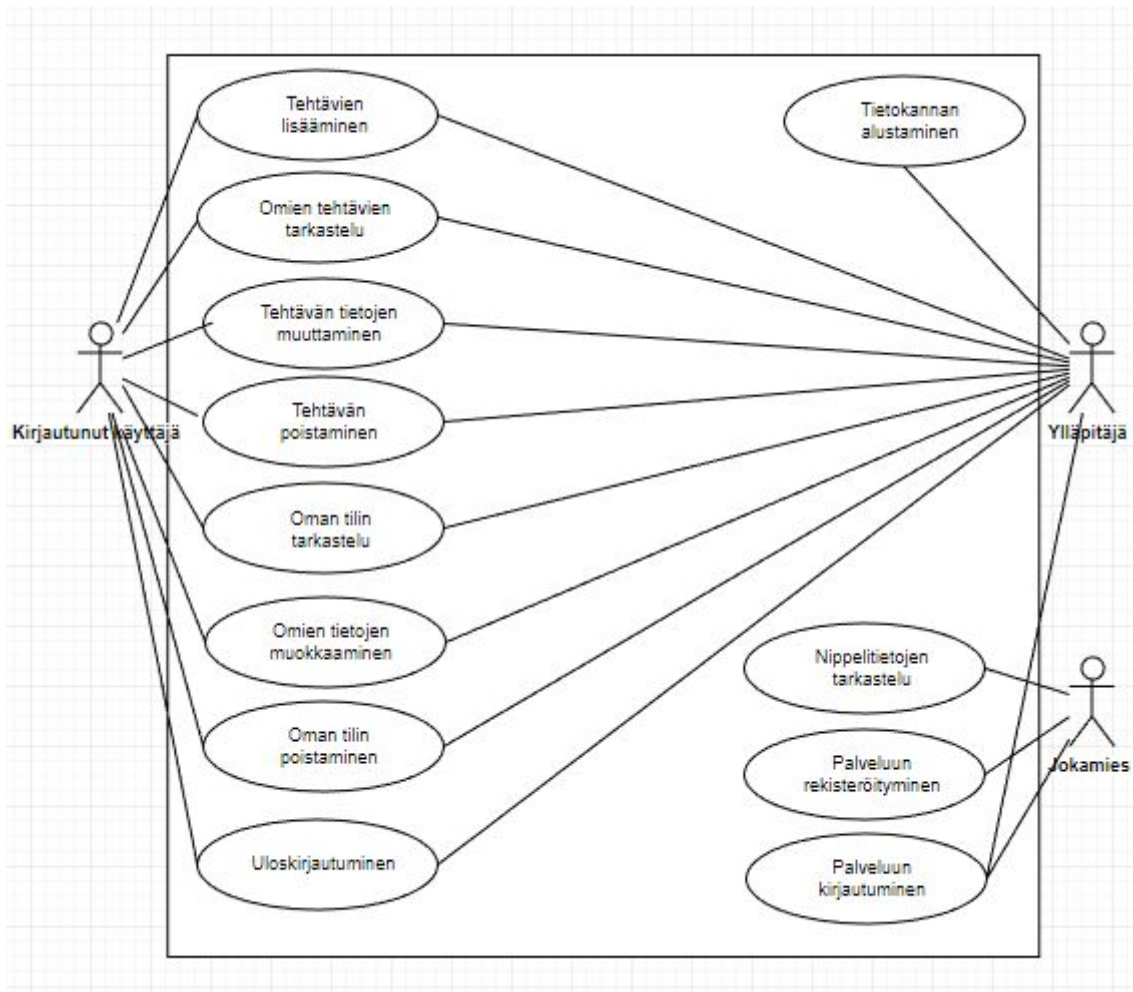 Tehtävien
lisääminen
Tietokannan
alustaminen
Omien tehtävien
tarkastelu
Tehtävän tietojen
muuttaminen
Kirjautunut käyttäjä
Ylläpitäjä
Tehtävän
poistaminen
Oman tilin
tarkastelu
Omien tietojen
muokkaaminen
Nippelitietojen
tarkastelu
Oman tilin
poistaminen
Palveluun
rekisteröityminen
Jokamies
Uloskirjautuminen
Palveluun
kirjautuminen